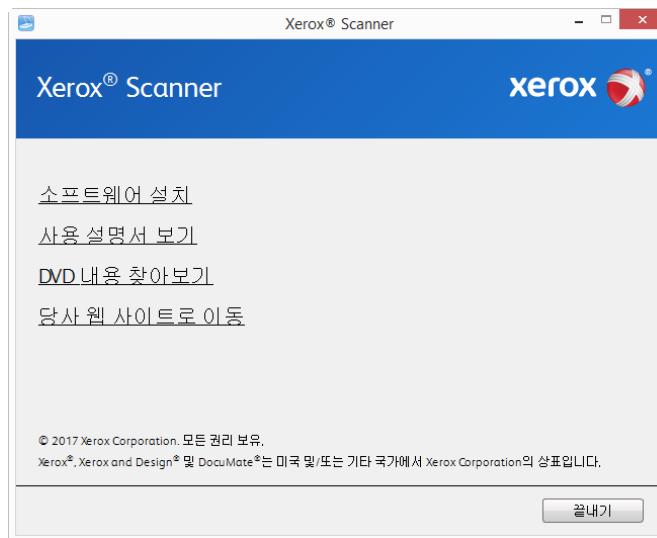 Xerox® Scanner
Xerox® Scanner
xerox ®
소프트웨어 설치
사용 설명서 보기
DVD 내용 찾아보기
당사 웹 사이트로 이동
© 2017 Xerox Corporation. 모든 권리 보유.
Xerox®, Xerox and Design® 및 DocuMate®는 미국 및/또는 기타 국가에서 Xerox Corporation의 상표입니다.
끝내기